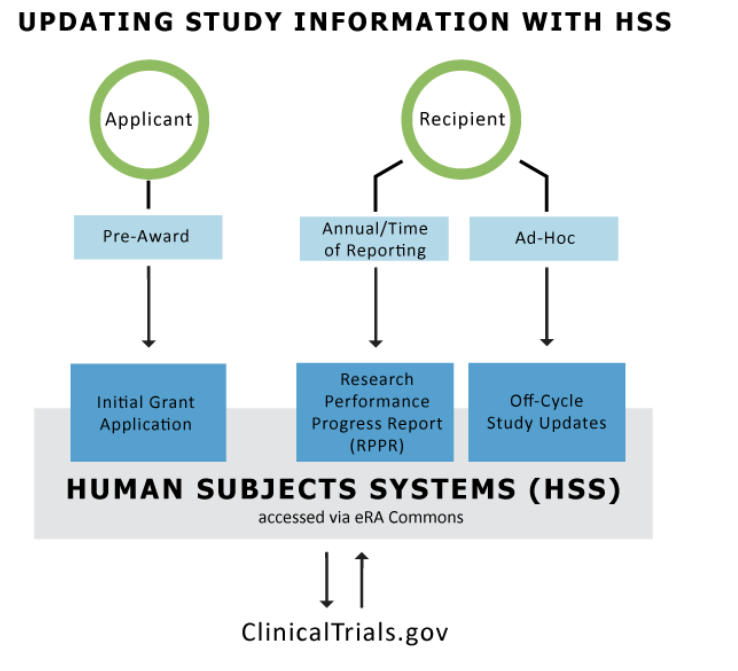 UPDATING STUDY INFORMATION WITH HSS
Applicant
Recipient
Pre-Award
Annual/Time
of Reporting
Ad-Hoc
Initial Grant
Application
Research
Performance
Progress Report
(RPPR)
Off-Cycle
Study Updates
HUMAN SUBJECTS SYSTEMS (HSS)
accessed via eRA Commons
ClinicalTrials.gov